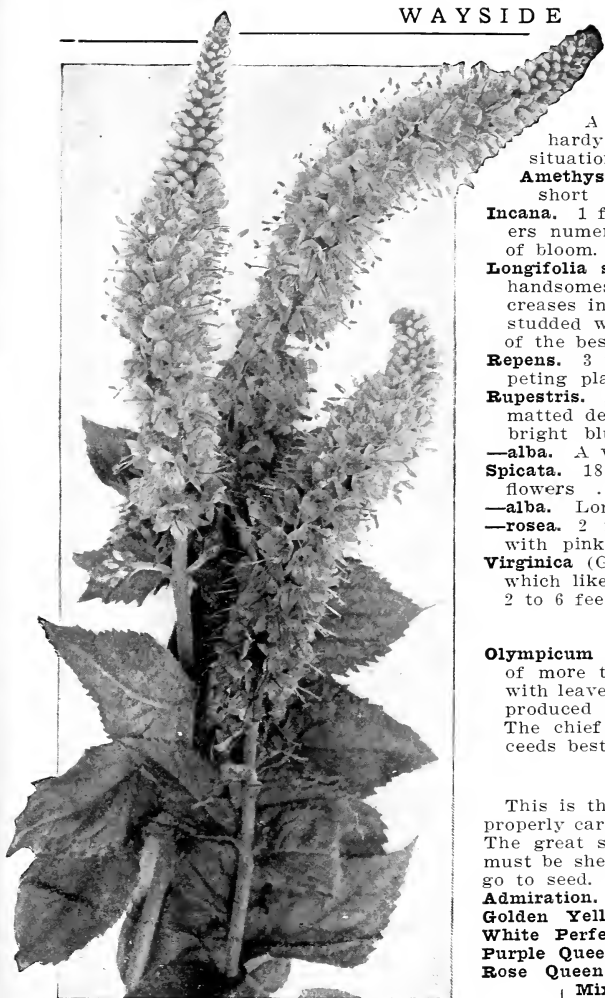 WAYSIDE
A
hardy
situation
Amethys
short
Incana. 1 f
ers numer
of bloom.
Longifolia s
handsomes
creases in
studded w
of the bes
Repens. 3
peting pla
Rupestris.
matted de
bright blu
—alba. A v
Spicata. 18
flowers .
—alba. Lon
—rosea. 2
with pink
Virginica (G
which like
2 to 6 fee
Olympicum
of more t
with leave
produced
The chief
ceeds best
This is th
properly car
The great s
must be she
go to seed.
Admiration.
Golden Yell
White Perfe
Purple Quee
Rose Queen
Mix